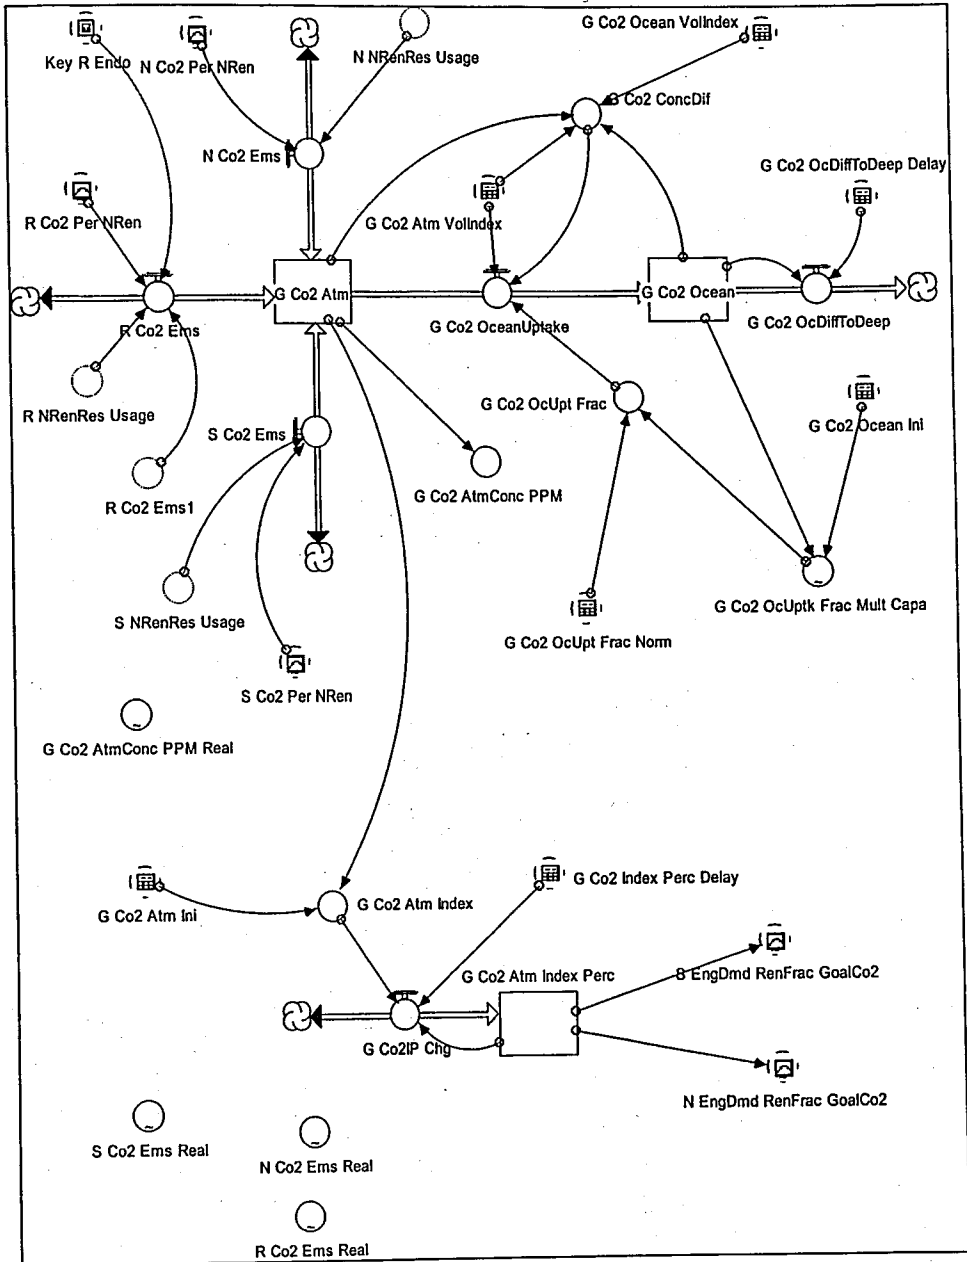 G Co2 Ocean VolIndex
Key R Endo
N Co2 Per NRen
N NRenRes Usage
G Co2 ConcDif
N Co2 Ems
G Co2 OcDiffToDeep Delay
R Co2 Per NRen
G Co2 Atm VolIndex
G Co2 Atm
G Co2 Ocean
R Co2 Ems
G Co2 OceanUptake
G Co2 OcDiffToDeep
R NRenRes Usage
G Co2 OcUpt Frac
G Co2 Ocean Ini
S Co2 Ems
R Co2 Ems1
G Co2 AtmConc PPM
S NRenRes Usage
G Co2 OcUptk Frac Mult Capa
G Co2 OcUpt Frac Norm
S Co2 Per NRen
G Co2 AtmConc PPM Real
G Co2 Index Perc Delay
G Co2 Atm Ini
G Co2 Atm Index
G Co2 Atm Index Perc
S EngDmd RenFrac GoalCo2
G Co2IP Chg
N EngDmd RenFrac GoalCo2
S Co2 Ems Real
N Co2 Ems Real
R Co2 Ems Real